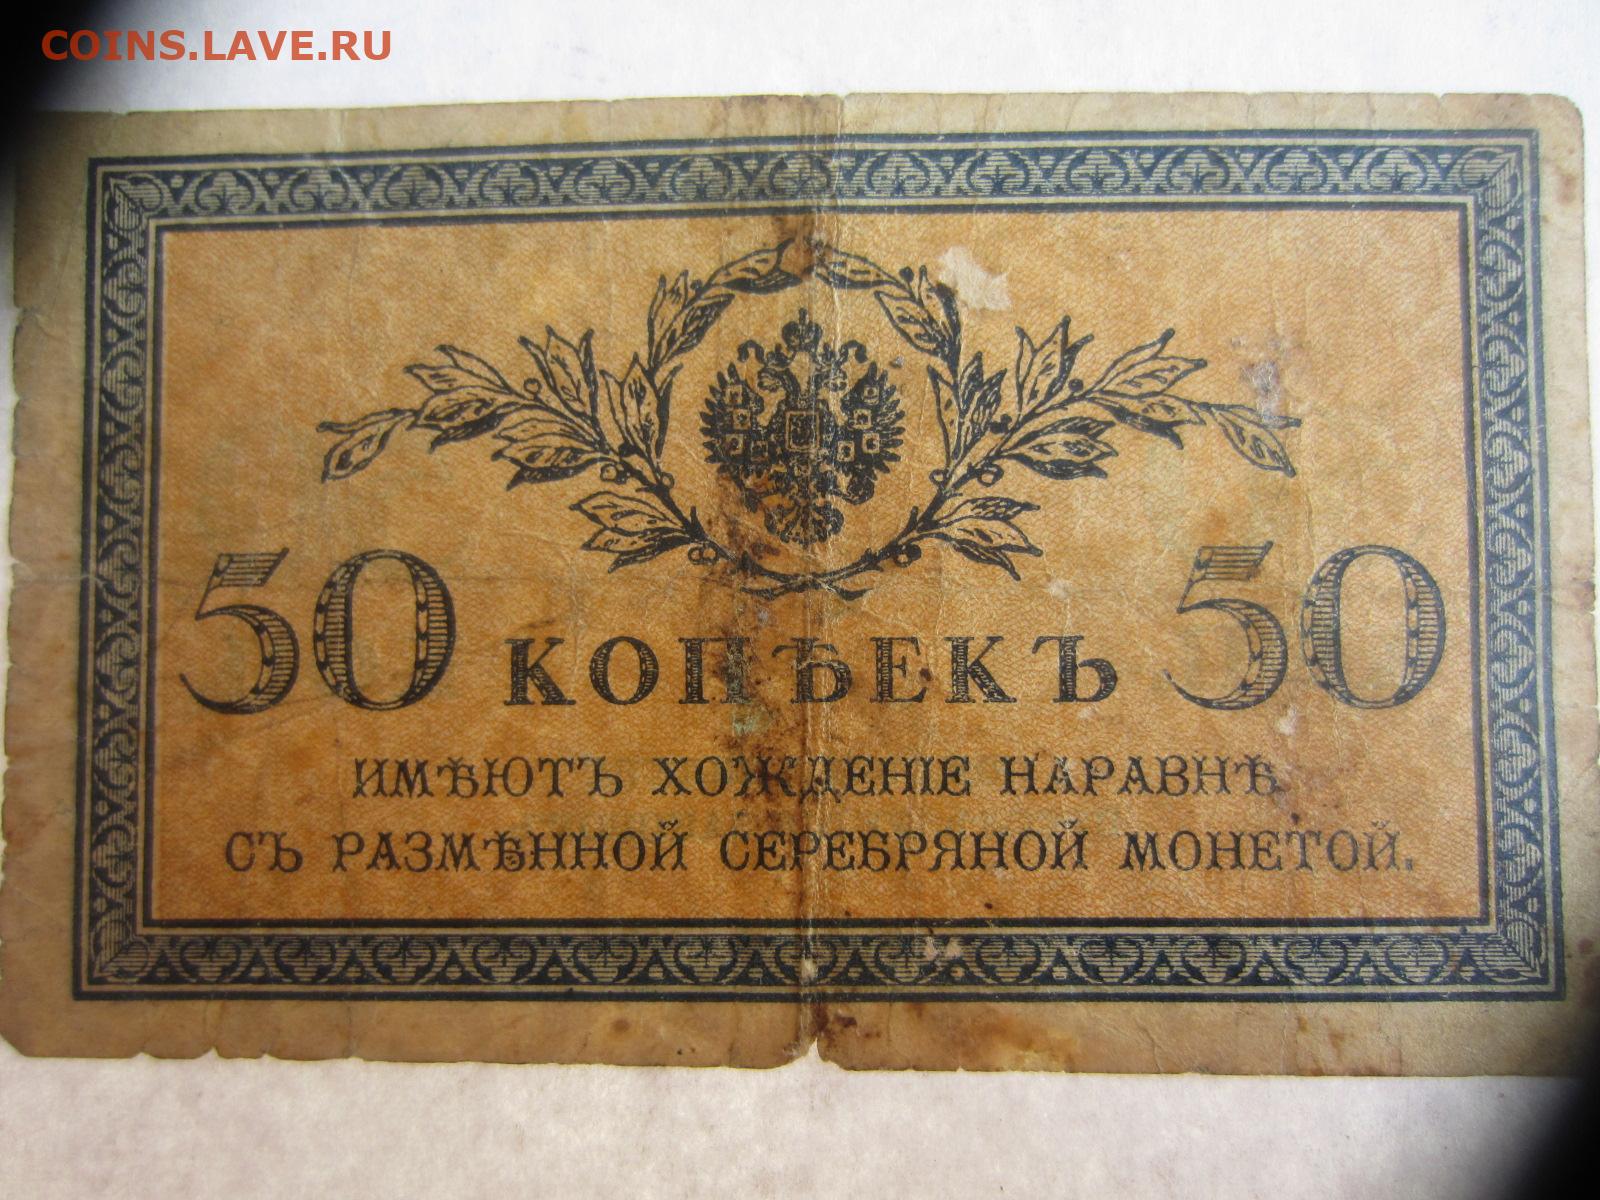 COINS.LAVE.RU
50 КОПѢЕКЪ 50
ИМѢЮТЪ ХОЖДЕНІЕ НАРАВНѢ
СЪ РАЗМѢННОЙ СЕРЕБРЯНОЙ МОНЕТОЙ.